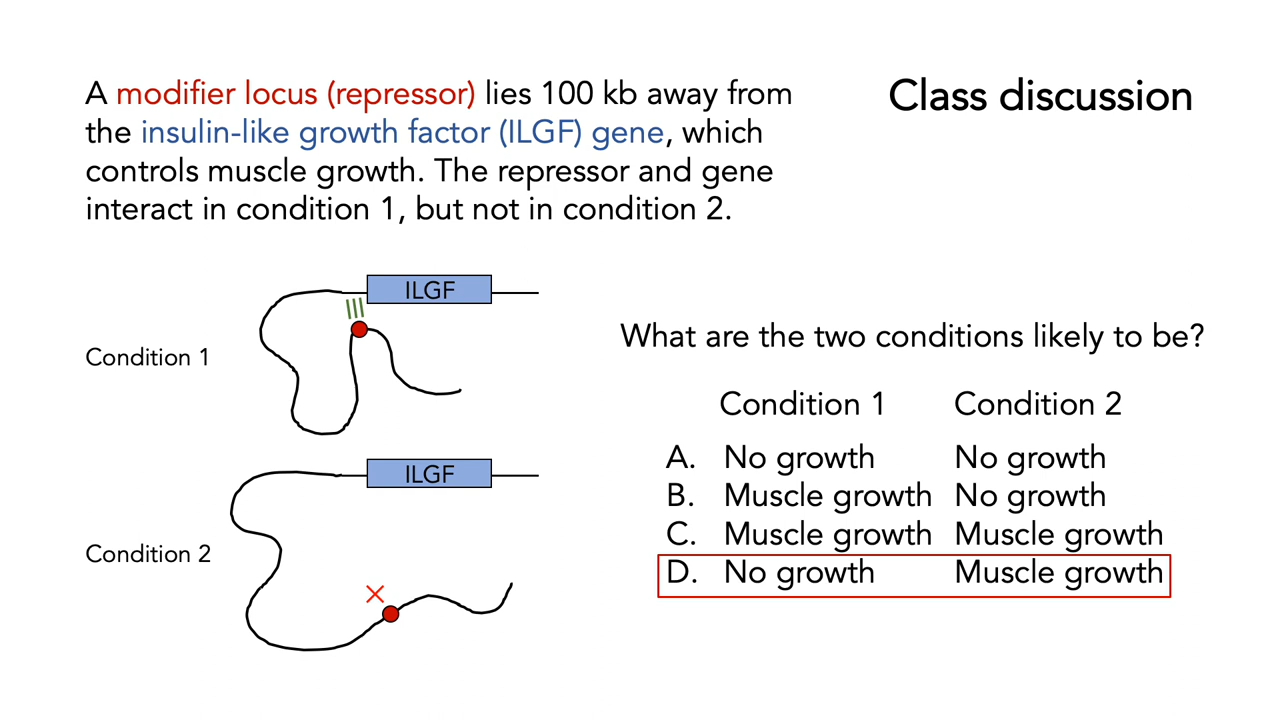 A modifier locus (repressor) lies 100 kb away from
the insulin-like growth factor (ILGF) gene, which
controls muscle growth. The repressor and gene
interact in condition 1, but not in condition 2.
Class discussion
ILGF
Condition 1
ILGF
Condition 2
What are the two conditions likely to be?
Condition 1 Condition 2
A. No growth No growth
B. Muscle growth No growth
C. Muscle growth Muscle growth
D. No growth Muscle growth